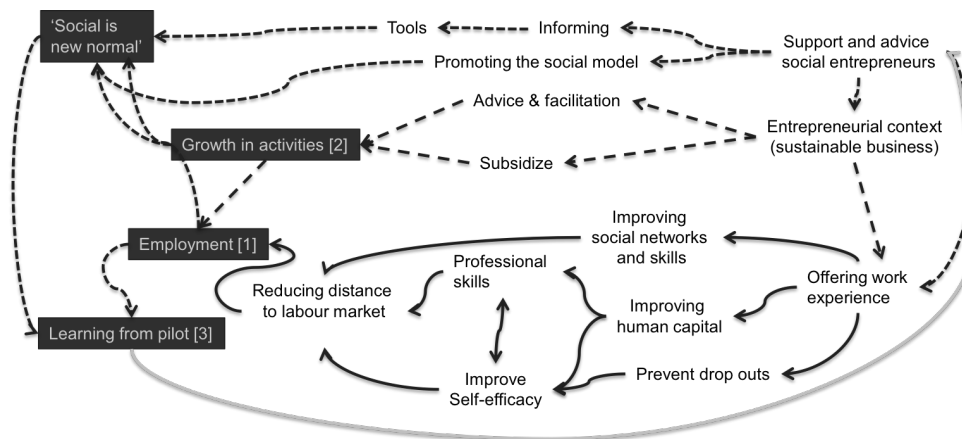 ‘Social is
new normal’
Tools
Informing
Support and advice
social entrepreneurs
Promoting the social model
Advice & facilitation
Entrepreneurial context
(sustainable business)
Growth in activities [2]
Subsidize
Improving
social networks
and skills
Employment [1]
Professional
skills
Offering work
experience
Reducing distance
to labour market
Improving
human capital
Learning from pilot [3]
Prevent drop outs
Improve
Self-efficacy